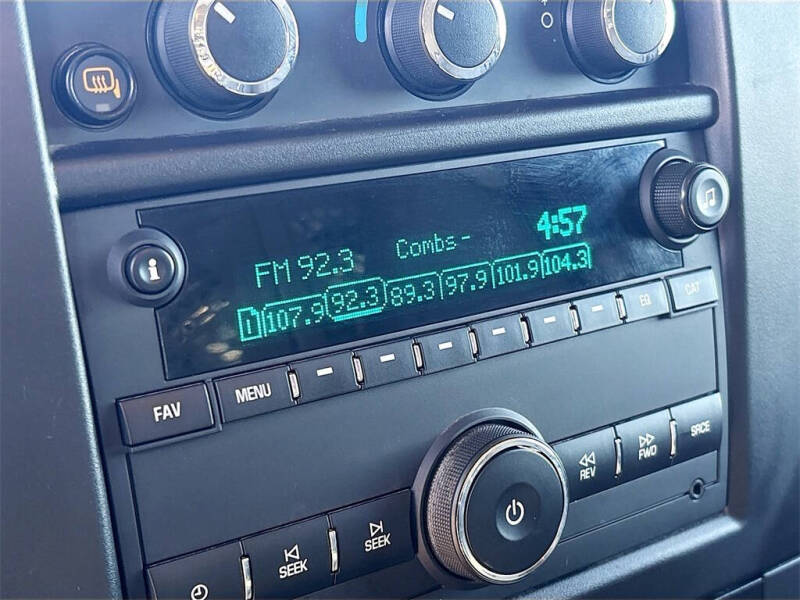 i
FM 92.3 Combs- 4:57
1 107.9 92.3 89.3 97.9 101.9 104.3
FAV MENU EQ CAT
REV FWD SRCE
SEEK SEEK